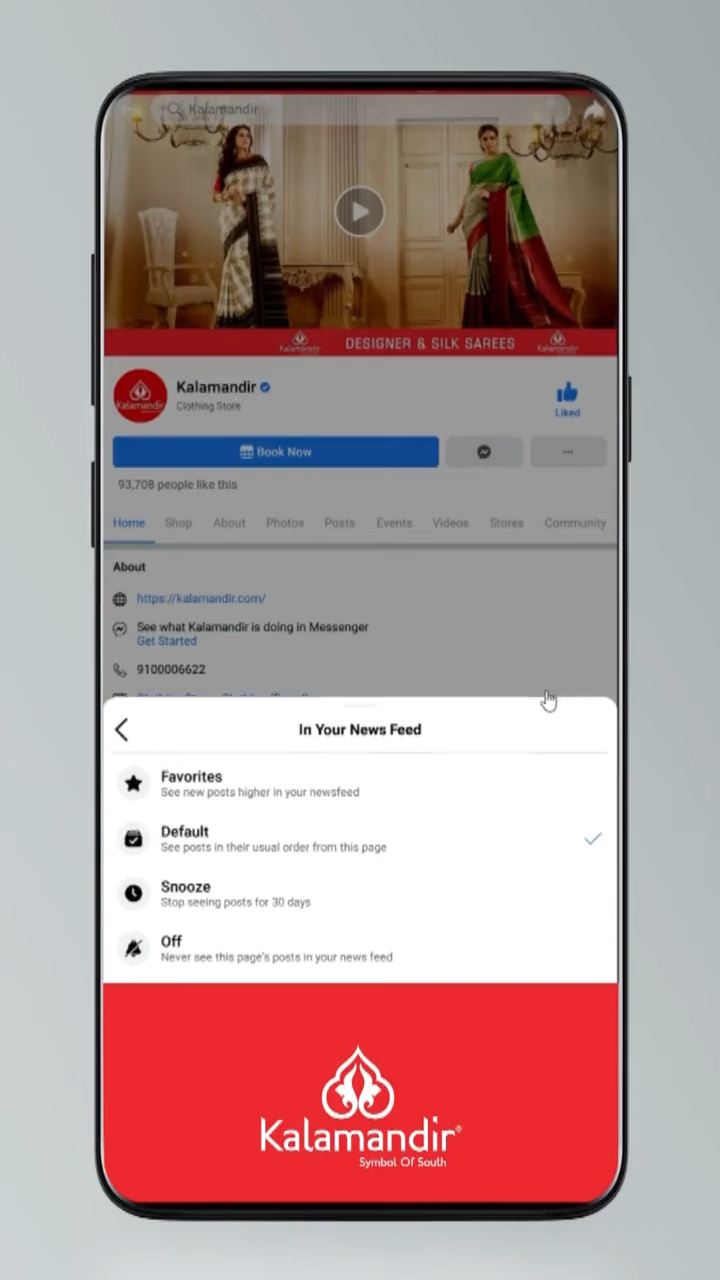 Kalamandir
Kalamandir
DESIGNER & SILK SAREES
Kalamandir
Kalamandir
Kalamandir
Clothing Store
Liked
Book Now
93,708 people like this
Home Shop About Photos Posts Events Videos Stores Community
About
https://kalamandir.com/
See what Kalamandir is doing in Messenger
Get Started
9100006622
In Your News Feed
Favorites
See new posts higher in your newsfeed
Default
See posts in their usual order from this page
Snooze
Stop seeing posts for 30 days
Off
Never see this page's posts in your news feed
Kalamandir®
Symbol Of South